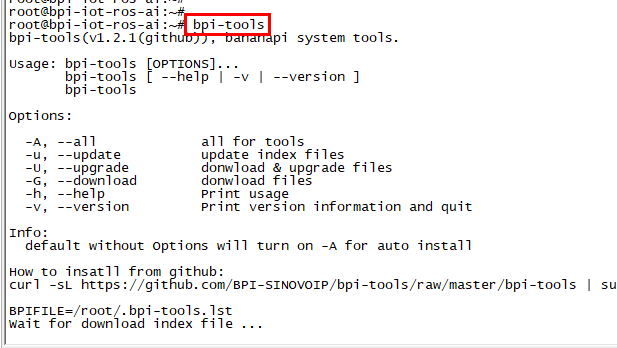 root@bpi-iot-ros-ai:~#
root@bpi-iot-ros-ai:~#
root@bpi-iot-ros-ai:~# bpi-tools
bpi-tools(v1.2.1(github)), bananapi system tools.
Usage: bpi-tools [OPTIONS]...
bpi-tools [ --help | -v | --version ]
bpi-tools
Options:
-A, --all all for tools
-u, --update update index files
-U, --upgrade donwload & upgrade files
-G, --download donwload files
-h, --help Print usage
-v, --version Print version information and quit
Info:
default without Options will turn on -A for auto install
How to insatll from github:
curl -sL https://github.com/BPI-SINOVOIP/bpi-tools/raw/master/bpi-tools | su
BPIFILE=/root/.bpi-tools.lst
Wait for download index file ...